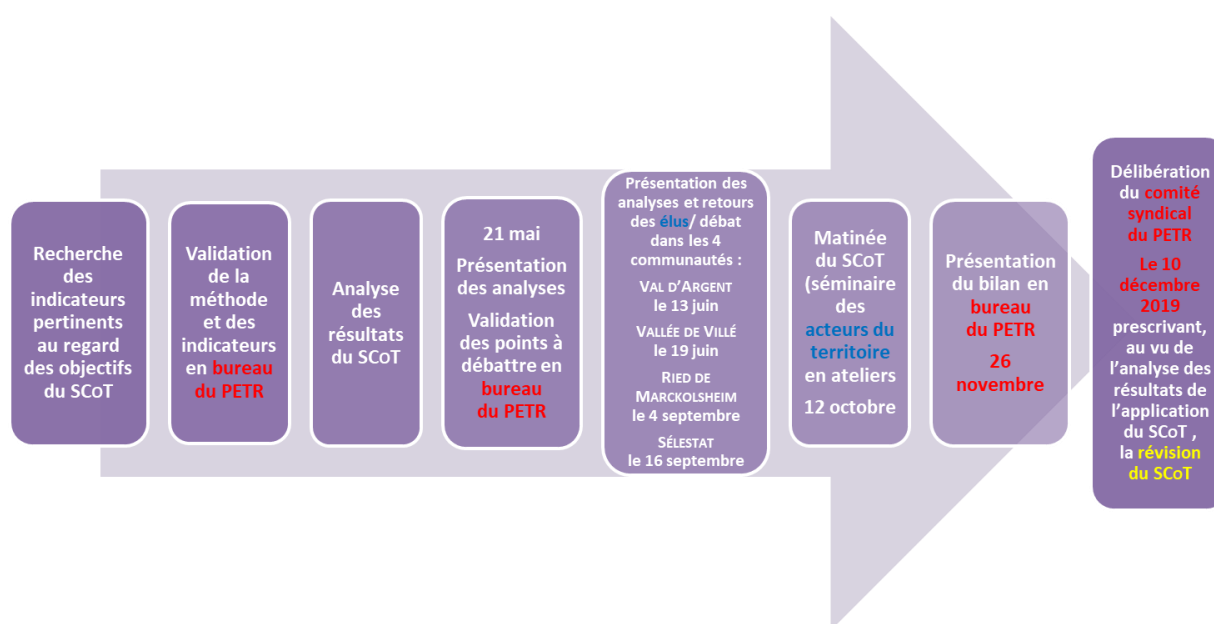 Recherche
des
indicateurs
pertinents
au regard
des objectifs
du SCoT
Validation
de la
méthode
et des
indicateurs
en bureau
du PETR
Analyse
des
résultats
du SCoT
21 mai
Présentation
des analyses
Validation
des points à
débattre en
bureau
du PETR
Présentation des
analyses et retours
des élus/ débat
dans les 4
communautés :
VAL D’ARGENT
le 13 juin
VALLÉE DE VILLÉ
le 19 juin
RIED DE
MARCKOLSHEIM
le 4 septembre
SÉLESTAT
le 16 septembre
Matinée
du SCoT
(séminaire
des
acteurs du
territoire
en ateliers
12 octobre
Présentation
du bilan en
bureau
du PETR
26
novembre
Délibération
du comité
syndical
du PETR
Le 10
décembre
2019
prescrivant,
au vu de
l’analyse des
résultats de
l’application
du SCoT ,
la révision
du SCoT